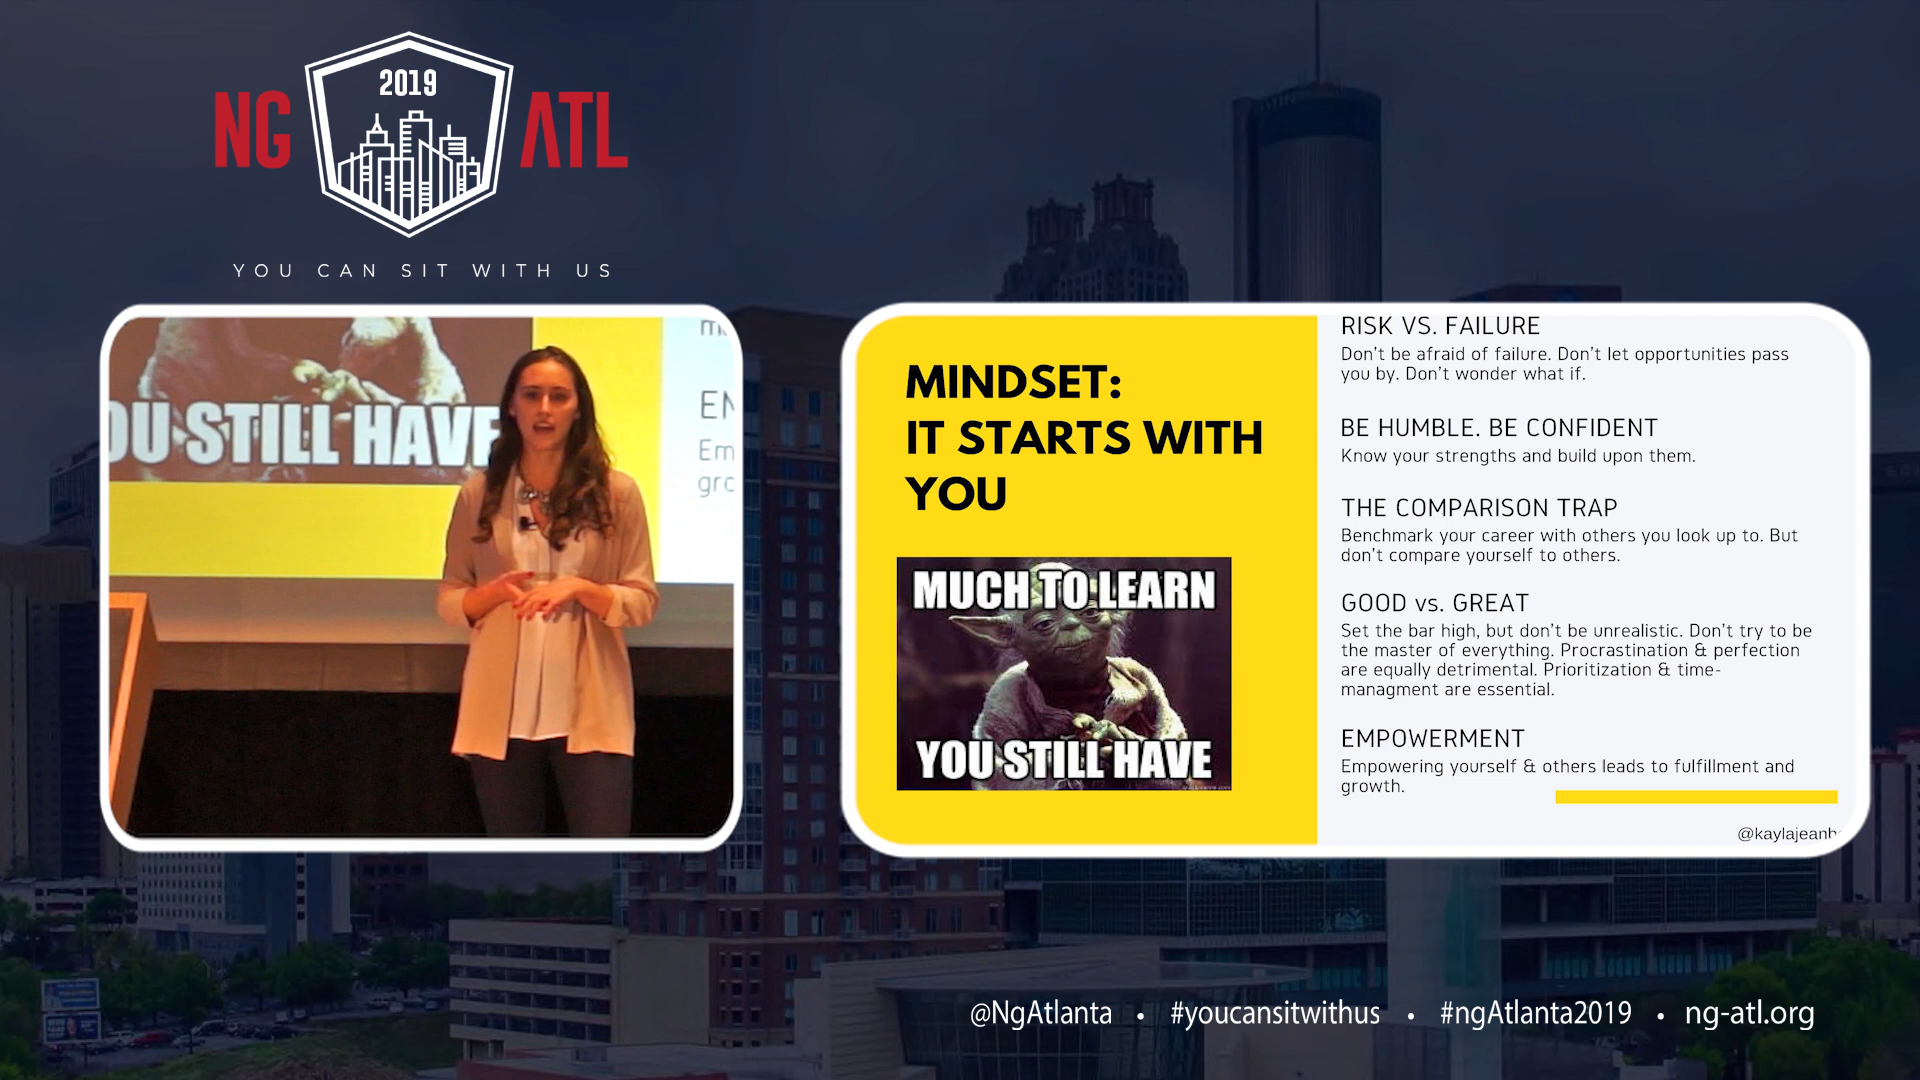 NG 2019 ATL
YOU CAN SIT WITH US
OU STILL HAVE
EM
Em
gro
MINDSET:
IT STARTS WITH
YOU
MUCH TO LEARN
YOU STILL HAVE
RISK VS. FAILURE
Don't be afraid of failure. Don't let opportunities pass
you by. Don't wonder what if.
BE HUMBLE. BE CONFIDENT
Know your strengths and build upon them.
THE COMPARISON TRAP
Benchmark your career with others you look up to. But
don't compare yourself to others.
GOOD vs. GREAT
Set the bar high, but don't be unrealistic. Don't try to be
the master of everything. Procrastination & perfection
are equally detrimental. Prioritization & time-
managment are essential.
EMPOWERMENT
Empowering yourself & others leads to fulfillment and
growth.
@kaylajeanh
@NgAtlanta • #youcansitwithus • #ngAtlanta2019 • ng-atl.org